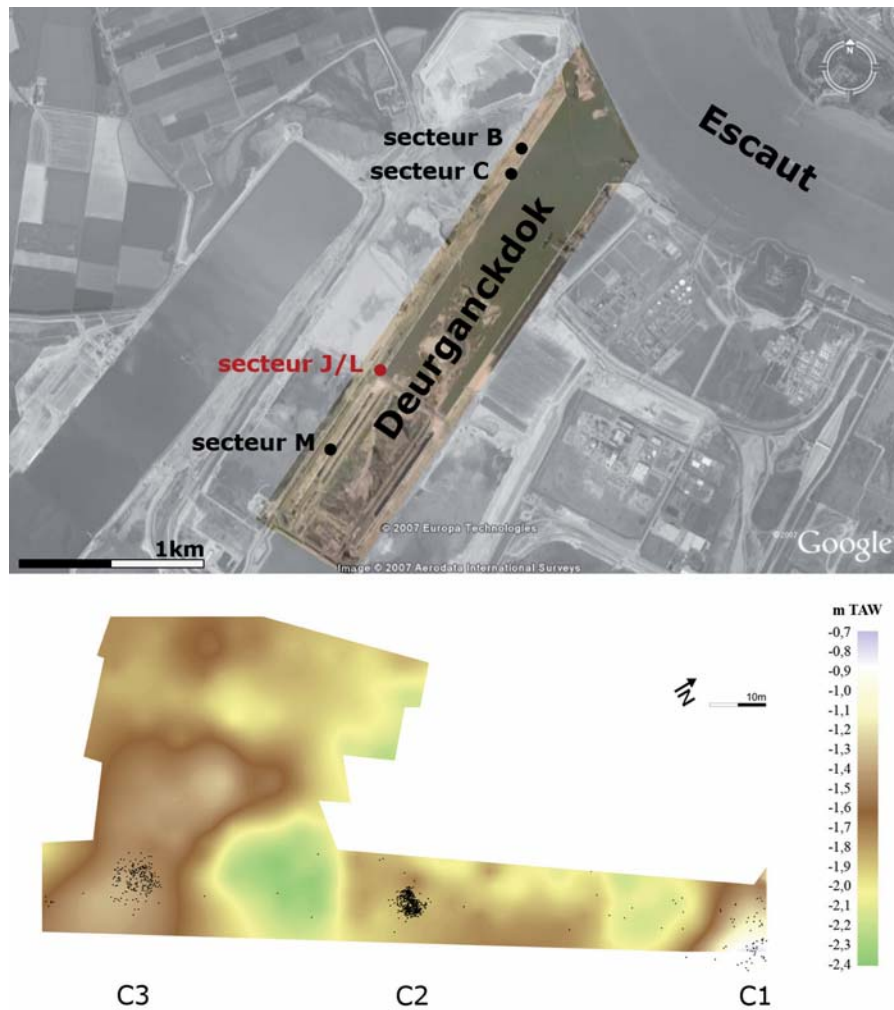 N
Escaut
secteur B
secteur C
Deurganckdok
secteur J/L
secteur M
© 2007 Europa Technologies
©2007 Google
1km
Image © 2007 Aerodata International Surveys
m TAW
-0,7
-0,8
-0,9
-1,0
-1,1
-1,2
-1,3
-1,4
-1,5
-1,6
-1,7
-1,8
-1,9
-2,0
-2,1
-2,2
-2,3
-2,4
N
10m
C3 C2 C1